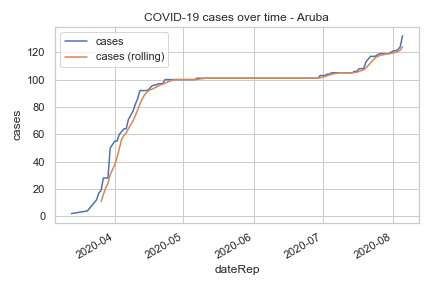 COVID-19 cases over time - Aruba
cases
cases (rolling)
120
100
80
60
40
20
0
cases
2020-04
2020-05
2020-06
2020-07
2020-08
dateRep